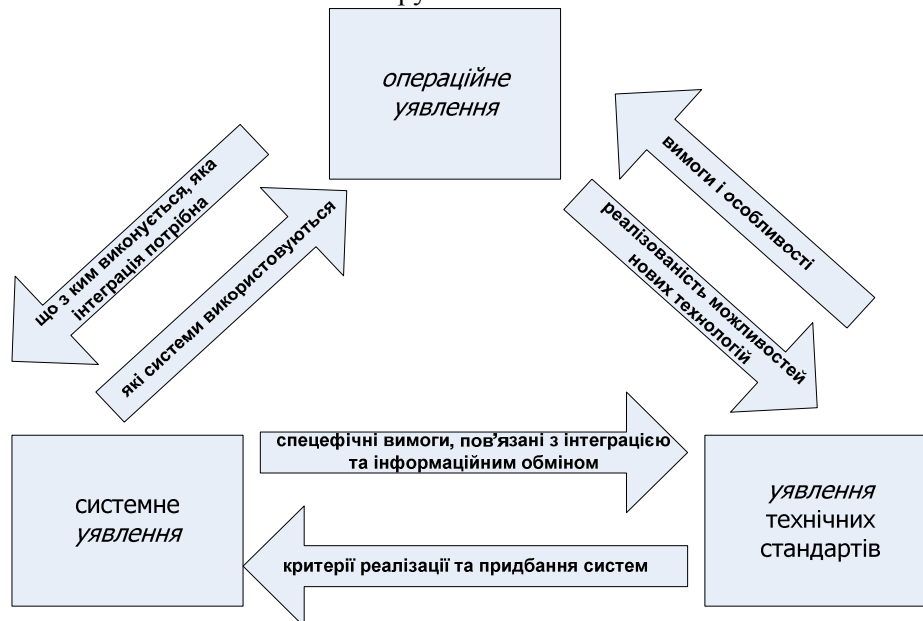 ру
операційне
уявлення
що з ким виконується, яка
інтеграція потрібна
які системи використовуються
вимоги і особливості
реалізованість можливостей
нових технологій
спецефічні вимоги, пов’язані з інтеграцією
та інформаційним обміном
системне
уявлення
уявлення
технічних
стандартів
критерії реалізації та придбання систем